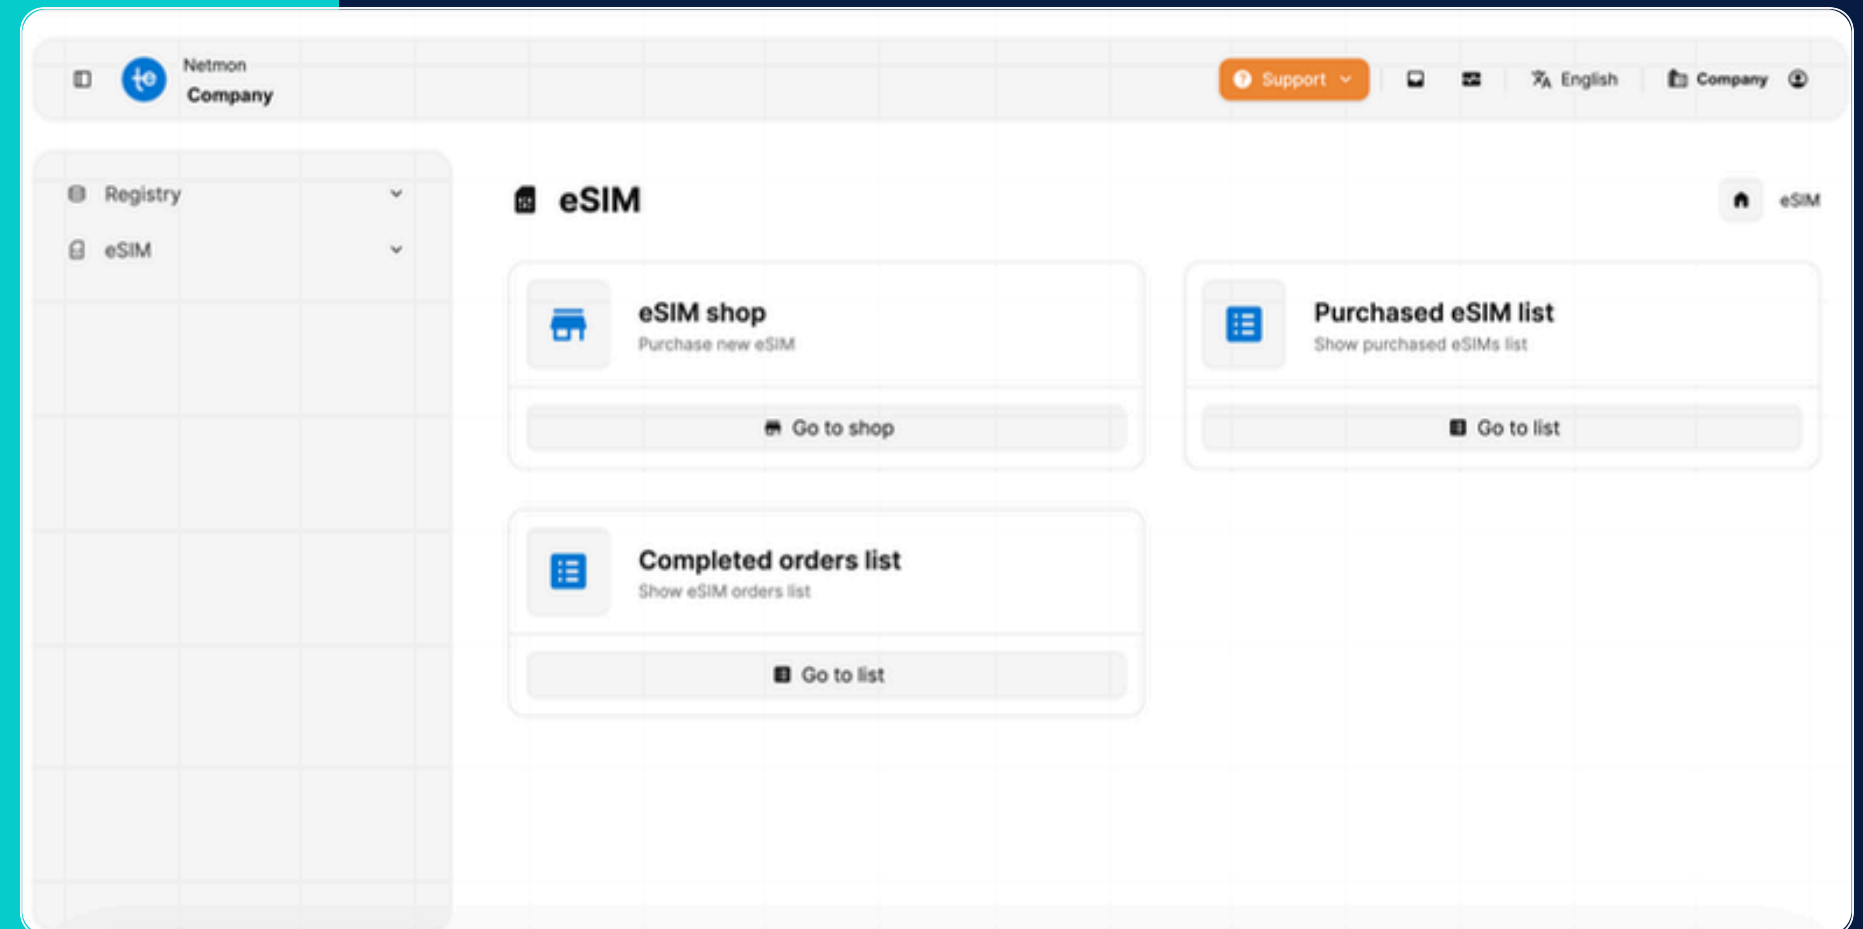 Netmon
Company
Support
English
Company
Registry
eSIM
eSIM
eSIM
eSIM shop
Purchase new eSIM
Go to shop
Purchased eSIM list
Show purchased eSIMs list
Go to list
Completed orders list
Show eSIM orders list
Go to list